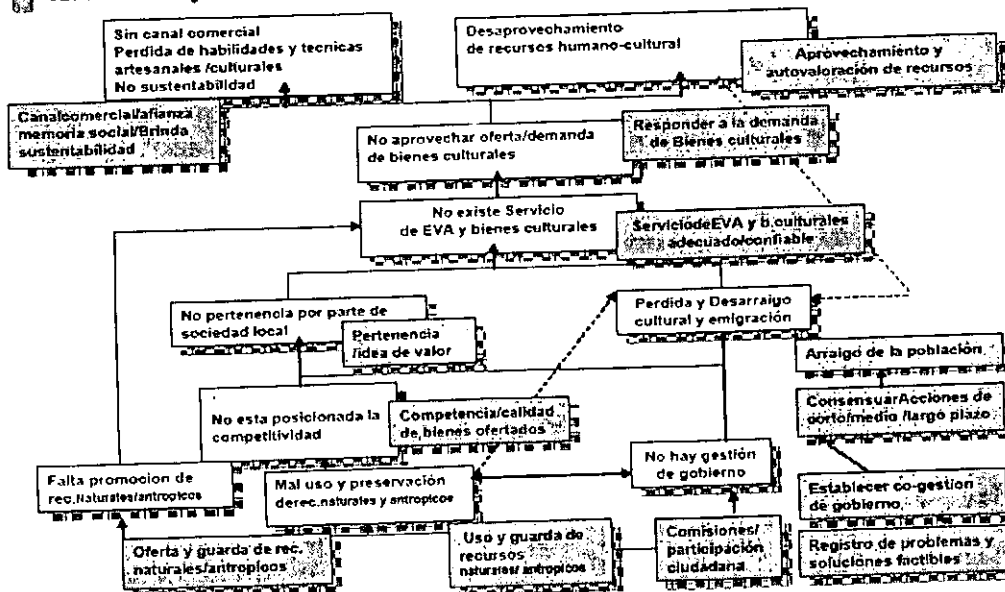 Sin canal comercial
Perdida de habilidades y tecnicas
artesanales /culturales
No sustentabilidad
Desaprovechamiento
de recursos humano-cultural
Aprovechamiento y
autovaloración de recursos
Canalcomercial/afianza
memoria social/Brinda
sustentabilidad
No aprovechar oferta/demanda
de bienes culturales
Responder a la demanda
de Bienes culturales
No existe Servicio
de EVA y bienes culturales
ServiciodeEVA y b.culturales
adecuado/confiable
No pertenencia por parte de
sociedad local
Pertenencia
/idea de valor
Perdida y Desarraigo
cultural y emigración
Arraigo de la población
Consensuar/Acciones de
corto/medio /largo plazo
No esta posicionada la
competitividad
Competencia/calidad
de bienes ofertados
Falta promocion de
rec.Naturales/antropicos
Mal uso y preservación
derec.naturales y antropicos
No hay gestión
de gobierno
Establecer co-gestion
de gobierno
Oferta y guarda de rec.
naturales/antropicos
Uso y guarda de
recursos
naturales/ antropicos
Comisiones/
participación
ciudadana
Registro de problemas y
soluciones factibles